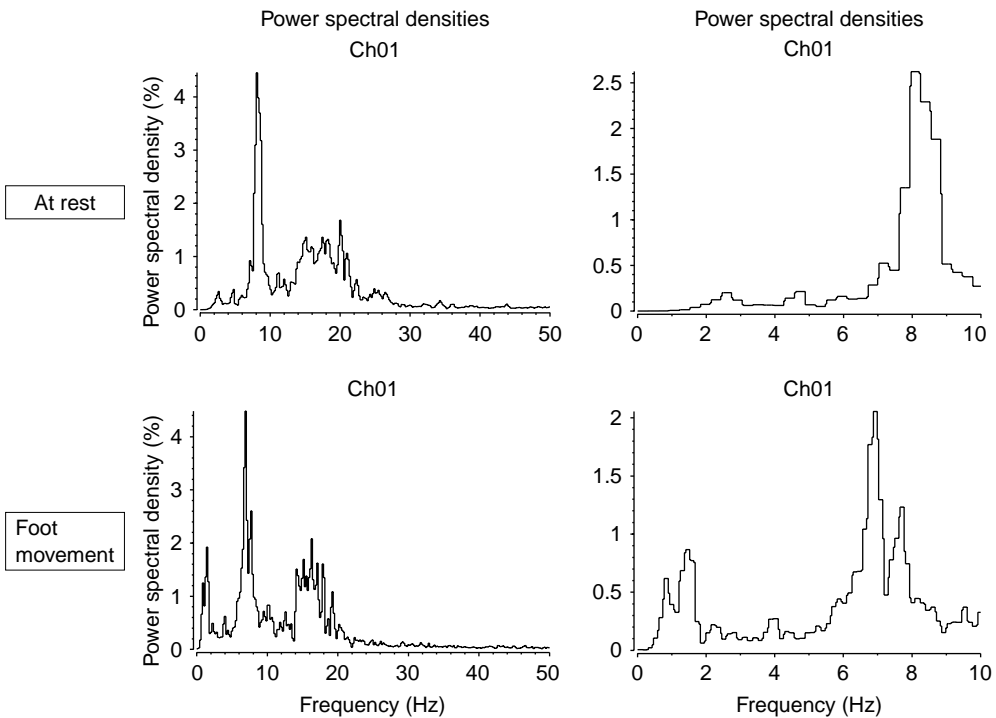 Power spectral densities
Power spectral densities
Ch01
Ch01
At rest
Power spectral density (%)
4
3
2
1
0
0 10 20 30 40 50
2.5
2
1.5
1
0.5
0
0 2 4 6 8 10
Ch01
Ch01
Foot
movement
Power spectral density (%)
4
3
2
1
0
0 10 20 30 40 50
Frequency (Hz)
2
1.5
1
0.5
0
0 2 4 6 8 10
Frequency (Hz)